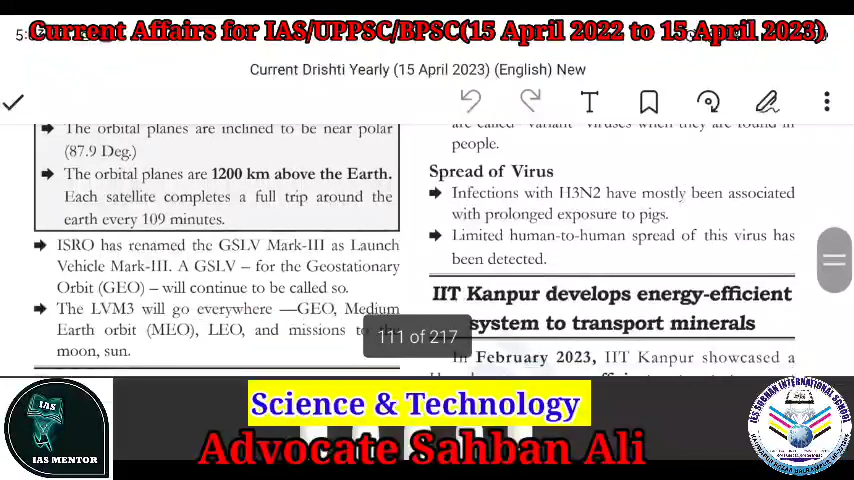 Current Affairs for IAS/UPPSC/BPSC(15 April 2022 to 15 April 2023)
Current Drishti Yearly (15 April 2023) (English) New
The orbital planes are inclined to be near polar
(87.9 Deg.)
The orbital planes are 1200 km above the Earth.
Each satellite completes a full trip around the
earth every 109 minutes.
ISRO has renamed the GSLV Mark-III as Launch
Vehicle Mark-III. A GSLV – for the Geostationary
Orbit (GEO) – will continue to be called so.
The LVM3 will go everywhere —GEO, Medium
Earth orbit (MEO), LEO, and missions to the
moon, sun.
are called 'variant' viruses when they are found in
people.
Spread of Virus
Infections with H3N2 have mostly been associated
with prolonged exposure to pigs.
Limited human-to-human spread of this virus has
been detected.
IIT Kanpur develops energy-efficient
system to transport minerals
In February 2023, IIT Kanpur showcased a
111 of 217
Science & Technology
Advocate Sahban Ali
IAS
IAS MENTOR